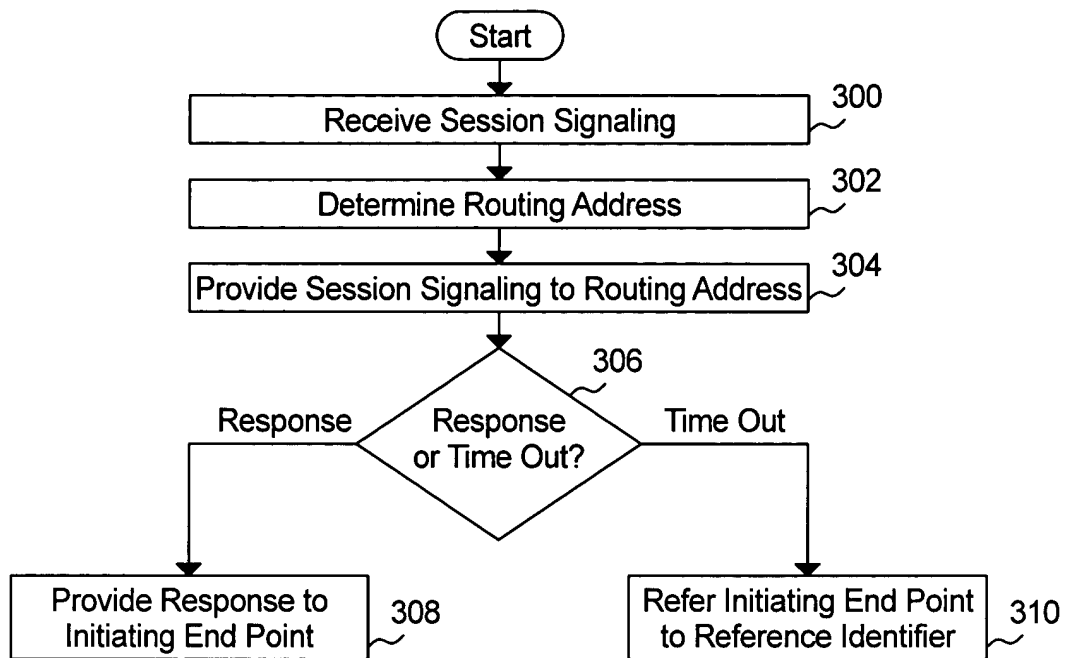 Start
Receive Session Signaling
300
Determine Routing Address
302
Provide Session Signaling to Routing Address
304
306
Response
Response
or Time Out?
Time Out
Provide Response to
Initiating End Point
308
Refer Initiating End Point
to Reference Identifier
310